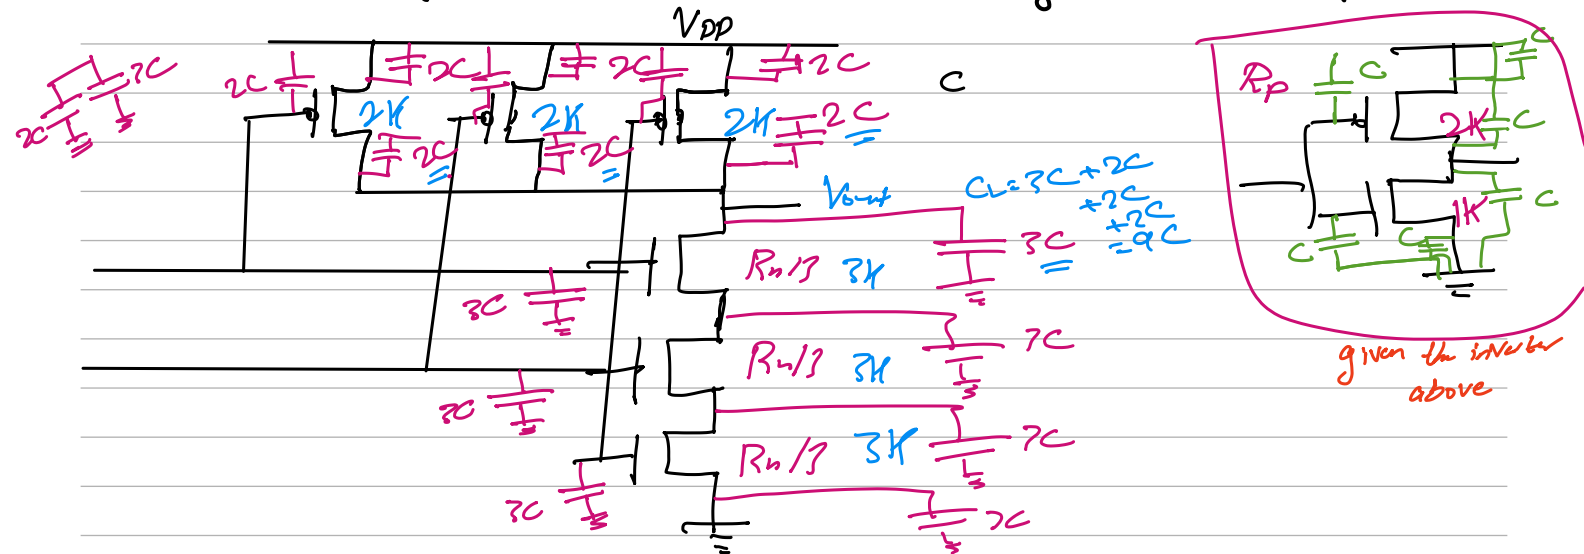 VDD
C
3C
2C
2C
2C
2C
2C
2K
2K
2K
2C
2C
2C
Vout
CL = 3C + 2C
+2C
+2C
= 9C
3C
Rn/3 3K
3C
Rn/3 3K
3C
3C
Rn/3 3K
3C
3C
3C
Rp
C
C
2K
C
1K
C
C
C
given the inverter
above